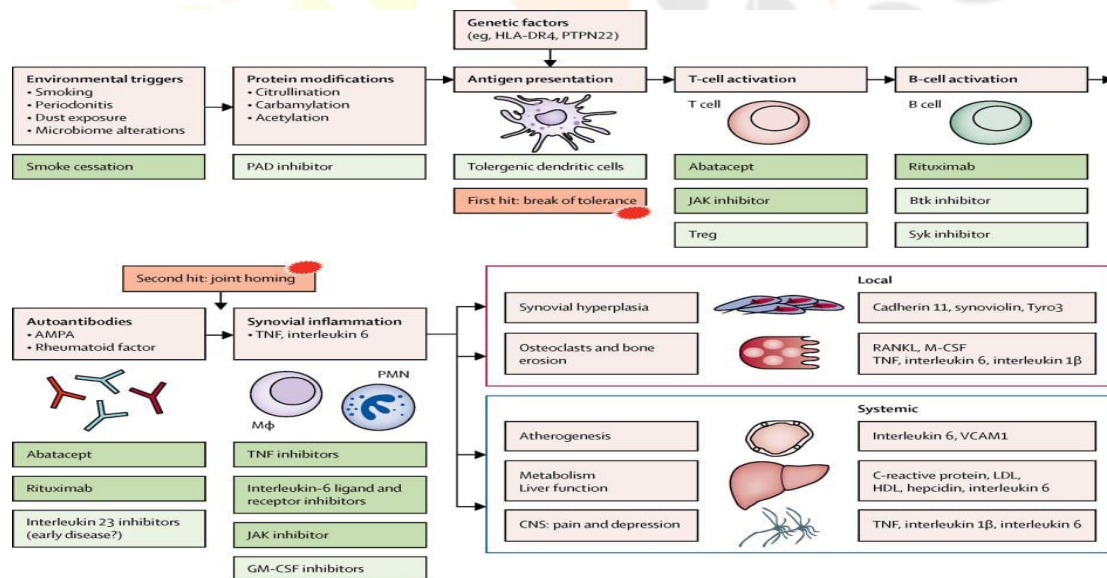 Genetic factors
(eg, HLA-DR4, PTPN22)
Environmental triggers
• Smoking
• Periodonitis
• Dust exposure
• Microbiome alterations
Protein modifications
• Citrullination
• Carbamylation
• Acetylation
Antigen presentation
T-cell activation
T cell
B-cell activation
B cell
Smoke cessation
PAD inhibitor
Tolergenic dendritic cells
Abatacept
Rituximab
First hit: break of tolerance
JAK inhibitor
Btk inhibitor
Treg
Syk inhibitor
Second hit: joint homing
Autoantibodies
• AMPA
• Rheumatoid factor
Synovial inflammation
• TNF, interleukin 6
PMN
Mф
Abatacept
Rituximab
Interleukin 23 inhibitors
(early disease?)
TNF inhibitors
Interleukin-6 ligand and
receptor inhibitors
JAK inhibitor
GM-CSF inhibitors
Local
Synovial hyperplasia
Cadherin 11, synoviolin, Tyro3
Osteoclasts and bone
erosion
RANKL, M-CSF
TNF, interleukin 6, interleukin 1β
Systemic
Atherogenesis
Interleukin 6, VCAM1
Metabolism
Liver function
C-reactive protein, LDL,
HDL, hepcidin, interleukin 6
CNS: pain and depression
TNF, interleukin 1β, interleukin 6